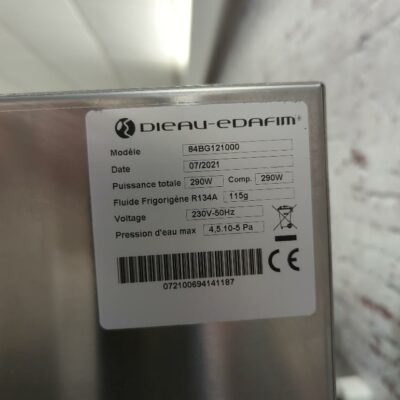 DIEAU-EDAFIM+
Modèle 84BG121000
Date 07/2021
Puissance totale 290W Comp. 290W
Fluide Frigorigène R134A 115g
Voltage 230V-50Hz
Pression d'eau max 4,5.10-5 Pa
CE
072100694141187